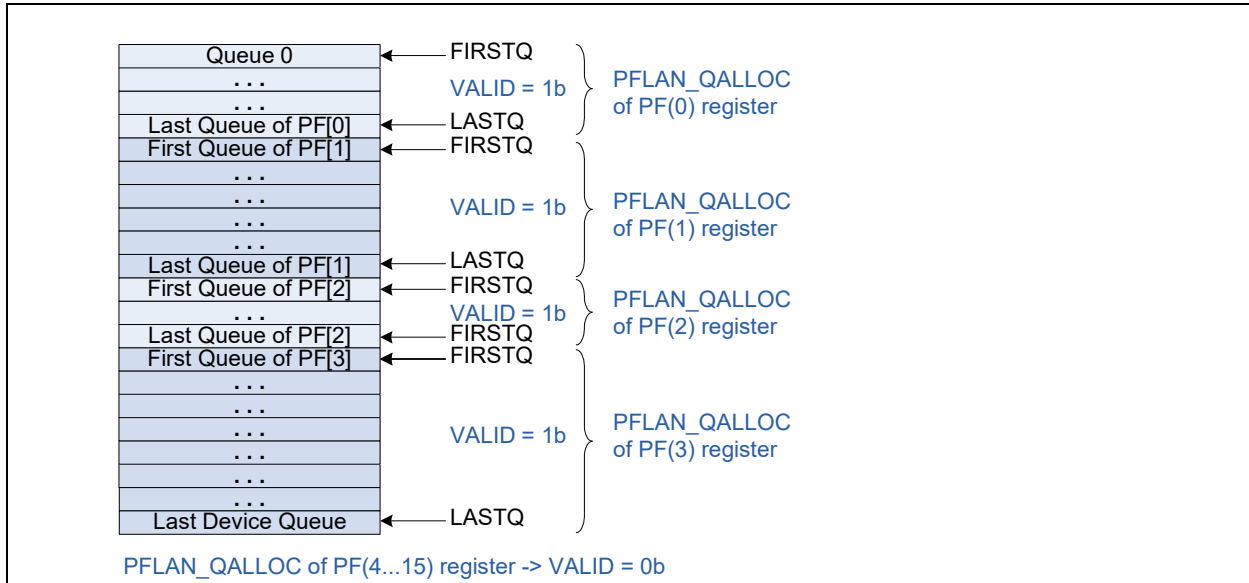 Queue 0 FIRSTQ
. . . VALID = 1b PFLAN_QALLOC
. . . of PF(0) register
Last Queue of PF[0] LASTQ
First Queue of PF[1] FIRSTQ
. . .
. . .
VALID = 1b PFLAN_QALLOC
. . . of PF(1) register
. . .
Last Queue of PF[1] LASTQ
First Queue of PF[2] FIRSTQ
. . . VALID = 1b PFLAN_QALLOC
of PF(2) register
Last Queue of PF[2] FIRSTQ
First Queue of PF[3] FIRSTQ
. . .
. . .
. . . VALID = 1b PFLAN_QALLOC
. . . of PF(3) register
. . .
. . .
Last Device Queue LASTQ
PFLAN_QALLOC of PF(4...15) register -> VALID = 0b